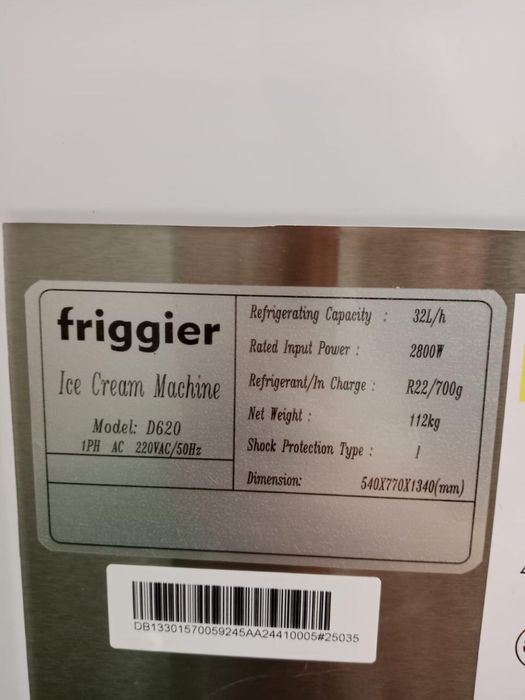 friggier
Ice Cream Machine
Model: D620
1PH AC 220VAC/50Hz
Refrigerating Capacity : 32L/h
Rated Input Power : 2800W
Refrigerant/In Charge : R22/700g
Net Weight : 112kg
Shock Protection Type : I
Dimension: 540X770X1340(mm)
DB13301570059245AA24410005#25035